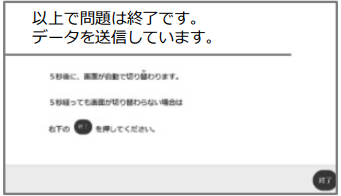 以上で問題は終了です。
データを送信しています。
5秒後に、画面が自動で切り替わります。
5秒経っても画面が切り替わらない場合は
右下の 終了 を押してください。
終了